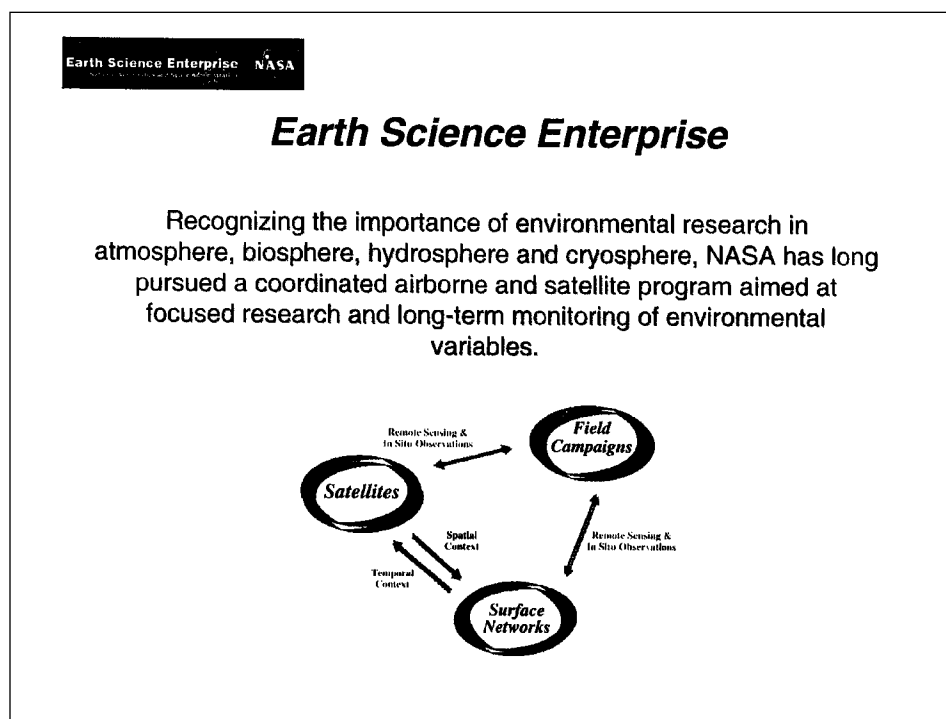 Earth Science Enterprise NASA
Earth Science Enterprise
Recognizing the importance of environmental research in
atmosphere, biosphere, hydrosphere and cryosphere, NASA has long
pursued a coordinated airborne and satellite program aimed at
focused research and long-term monitoring of environmental
variables.
Remote Sensing &
In Situ Observations
Field
Campaigns
Satellites
Spatial
Context
Remote Sensing &
In Situ Observations
Temporal
Context
Surface
Networks